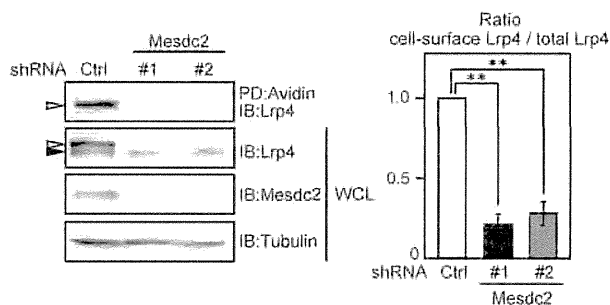 Mesdc2
shRNA Ctrl #1 #2
PD:Avidin
IB:Lrp4
IB:Lrp4
IB:Mesdc2
IB:Tubulin
WCL
Ratio
cell-surface Lrp4 / total Lrp4
**
**
1.0
0.5
0
shRNA Ctrl #1 #2
Mesdc2